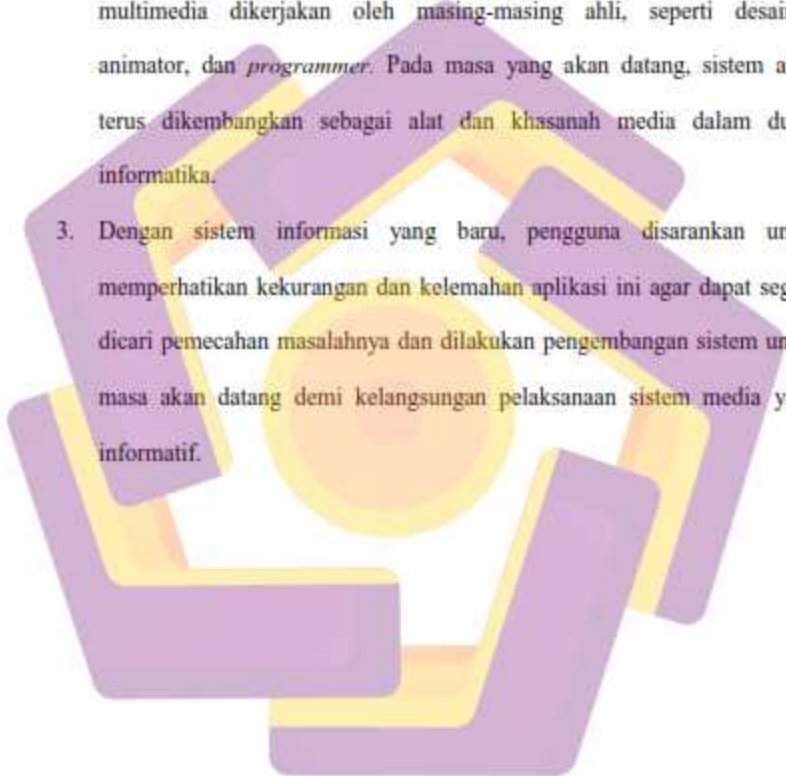 multimedia dikerjakan oleh masing-masing ahli, seperti desain
animator, dan programmer. Pada masa yang akan datang, sistem a
terus dikembangkan sebagai alat dan khasanah media dalam du
informatika.
3. Dengan sistem informasi yang baru, pengguna disarankan un
memperhatikan kekurangan dan kelemahan aplikasi ini agar dapat seg
dicari pemecahan masalahnya dan dilakukan pengembangan sistem un
masa akan datang demi kelangsungan pelaksanaan sistem media y
informatif.